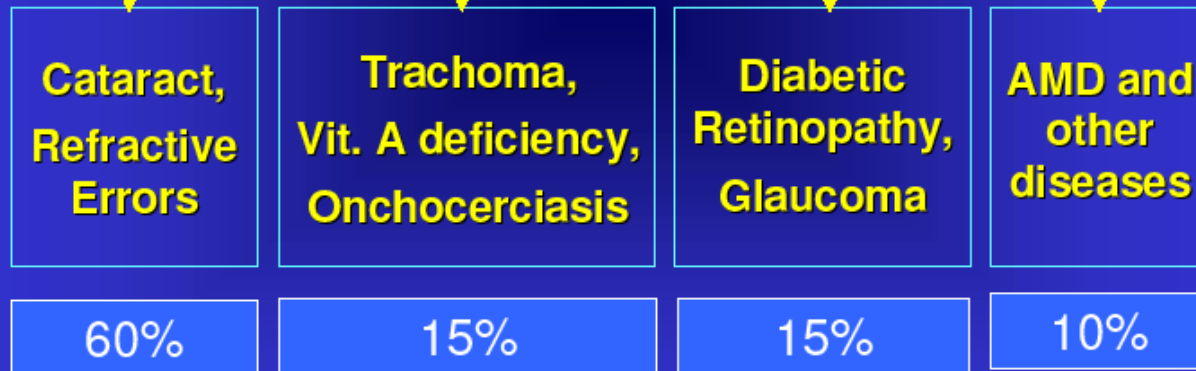 Cataract,
Refractive
Errors
Trachoma,
Vit. A deficiency,
Onchocerciasis
Diabetic
Retinopathy,
Glaucoma
AMD and
other
diseases
60%
15%
15%
10%